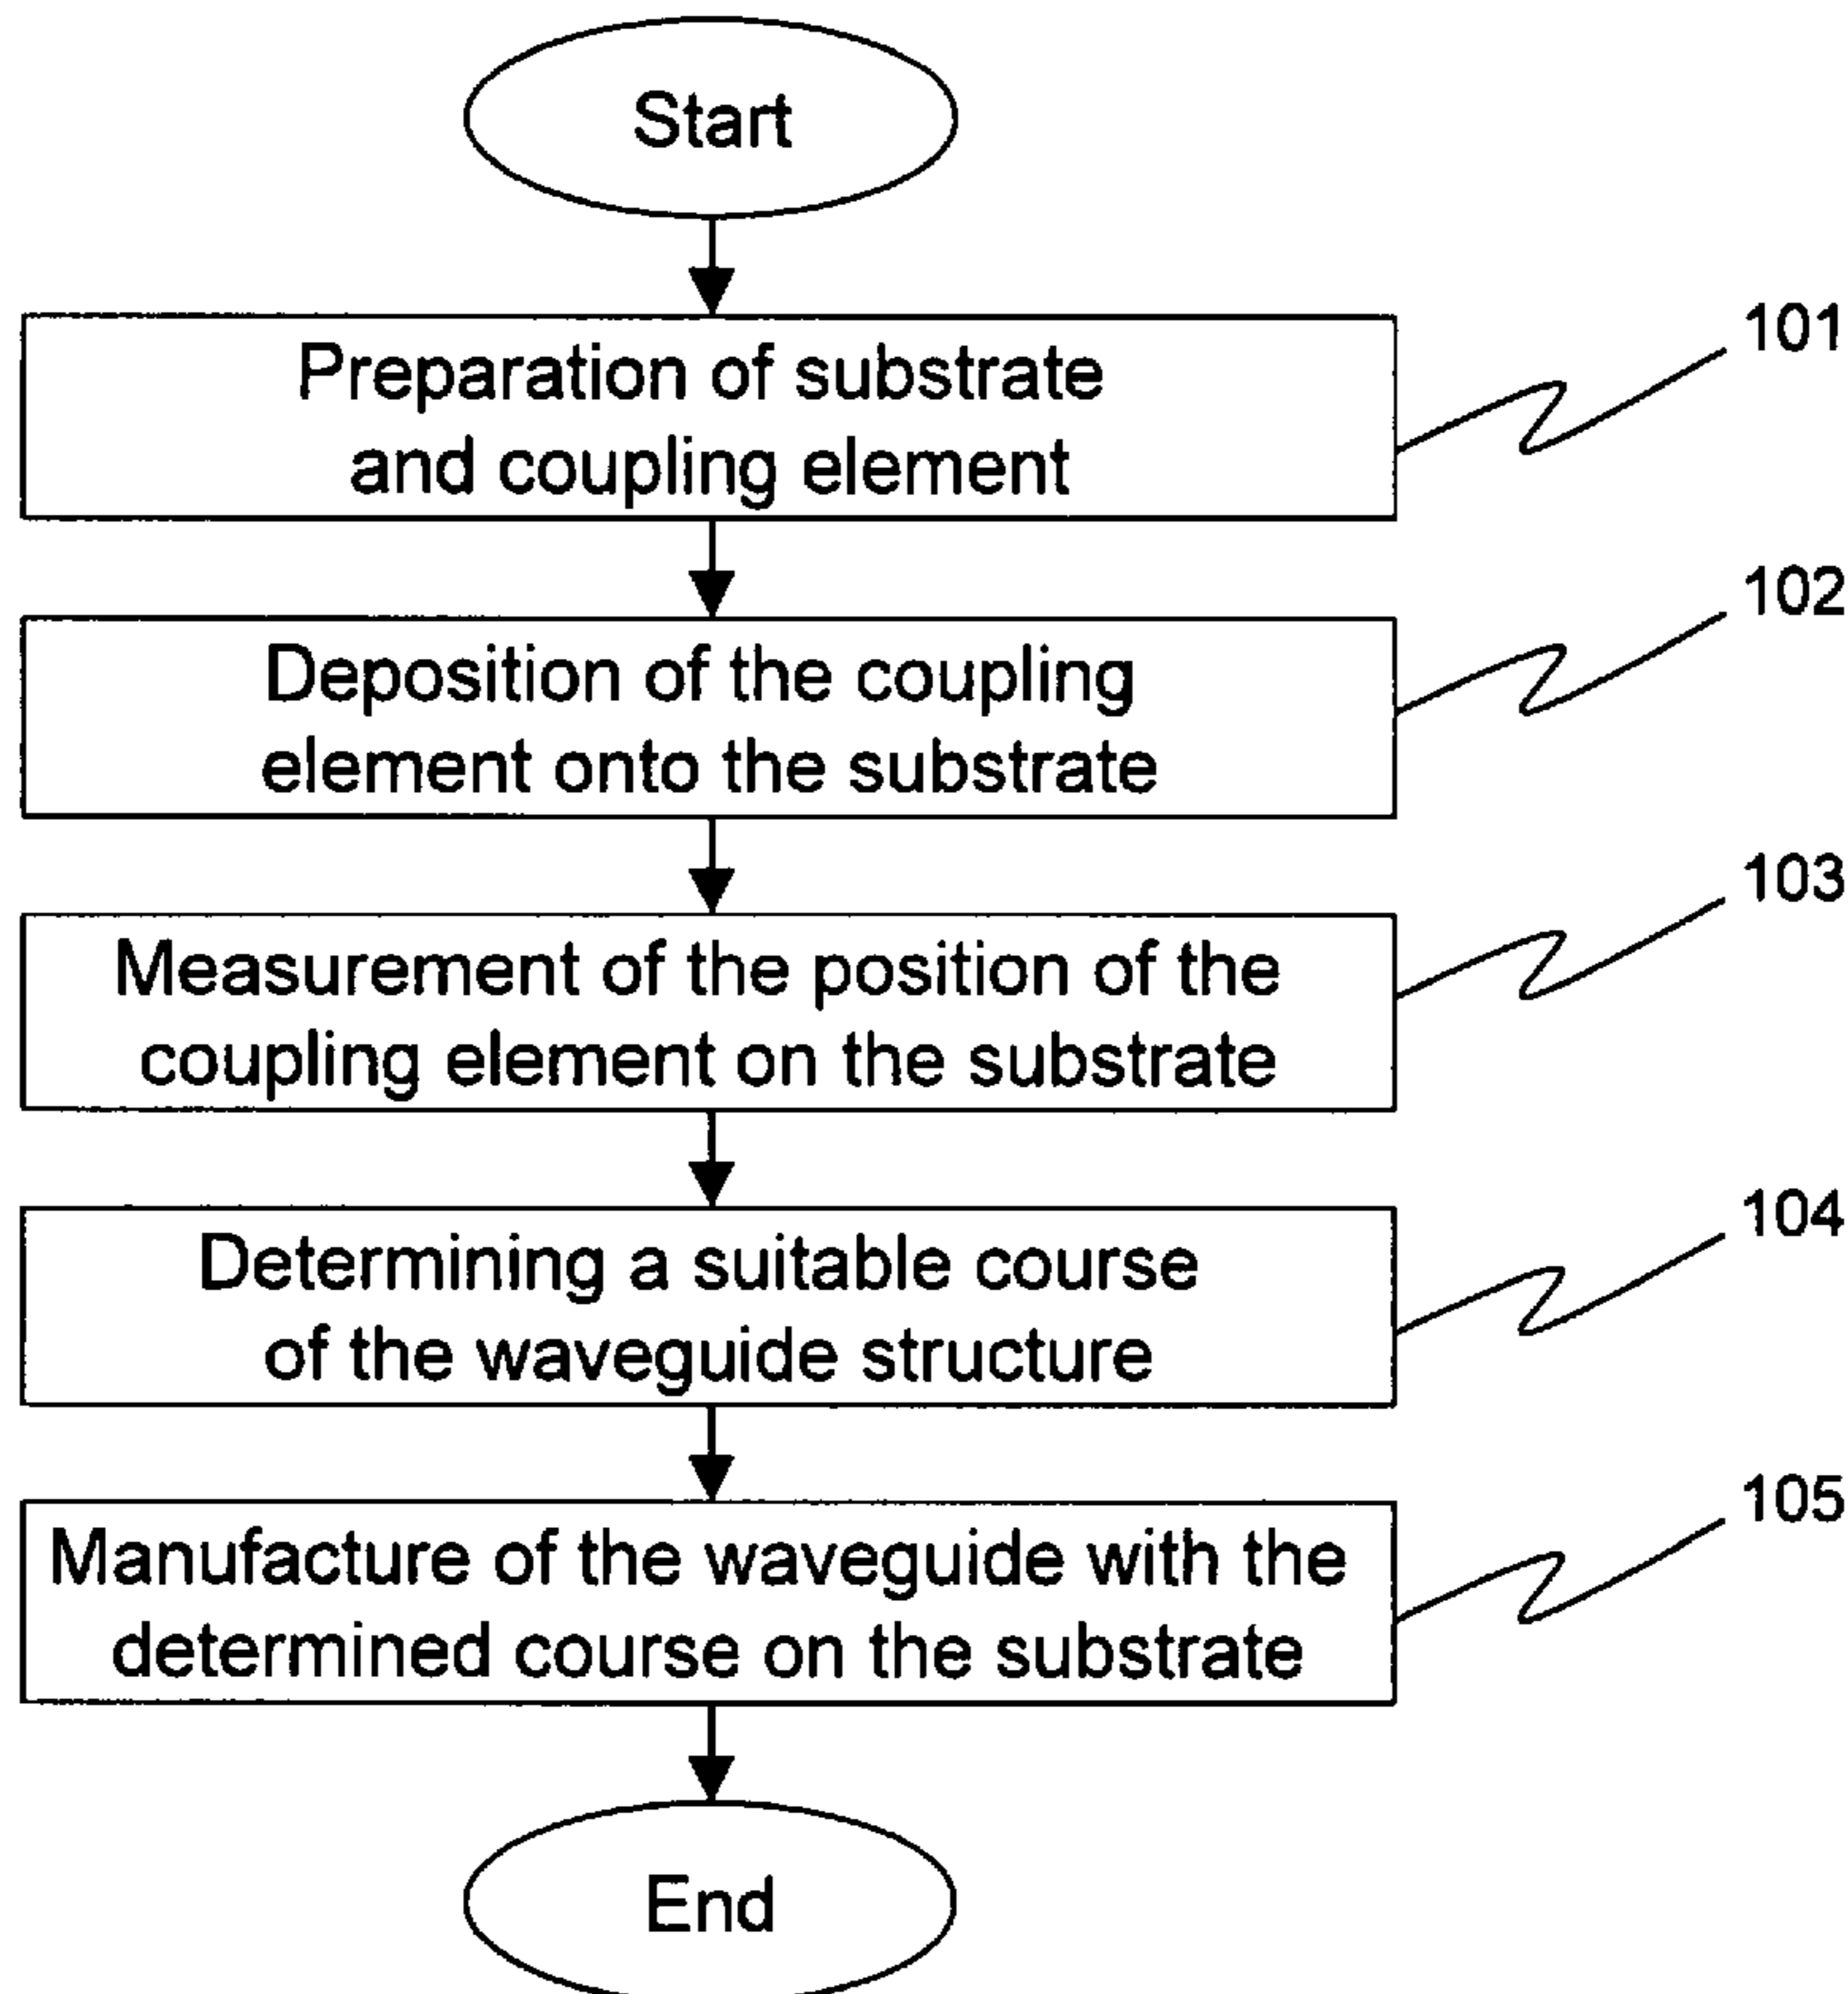 Start
101
Preparation of substrate
and coupling element
102
Deposition of the coupling
element onto the substrate
103
Measurement of the position of the
coupling element on the substrate
104
Determining a suitable course
of the waveguide structure
105
Manufacture of the waveguide with the
determined course on the substrate
End